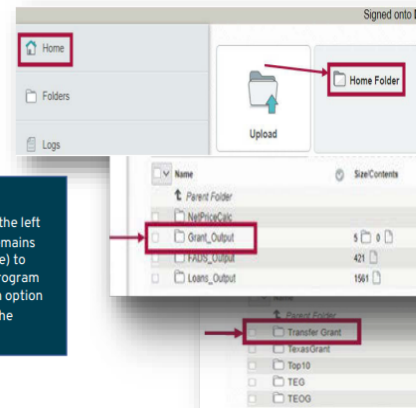 Signed onto
Home
Folders
Logs
Upload
Home Folder
Name Size/Contents
Parent Folder
NetPriceCalc
Grant_Output 5 0
FADS_Output 421
Loans_Output 1561
the left
mains
e) to
rogram
option
he
Parent Folder
Transfer Grant
TexasGrant
Top10
TEG
TEOG